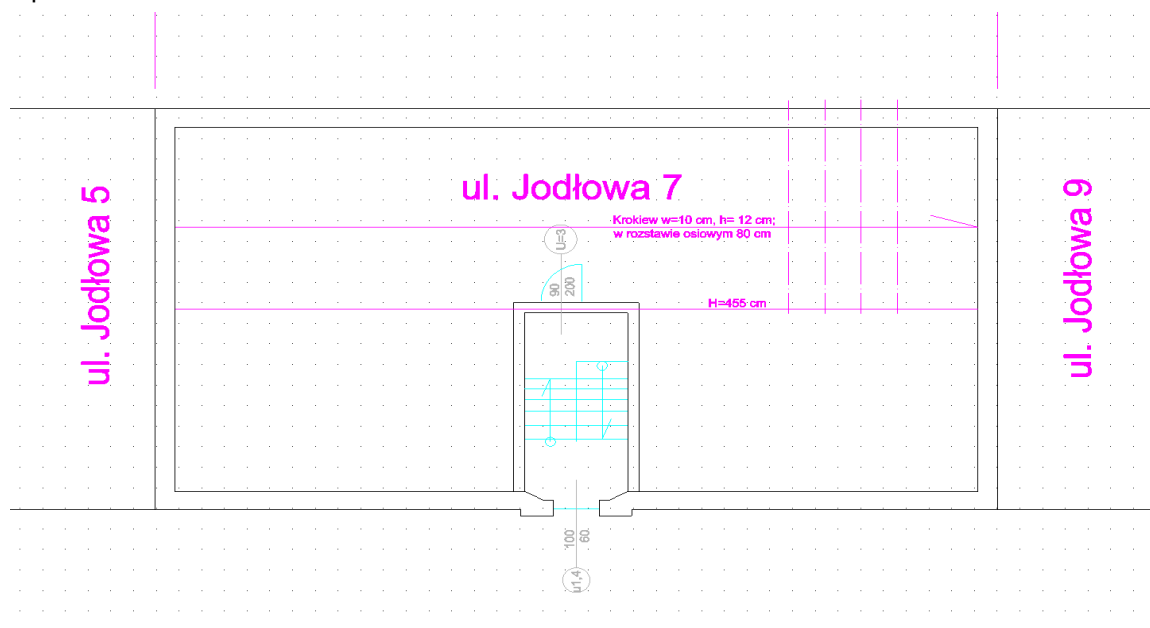 ul. Jodłowa 5
ul. Jodłowa 7
Krokiew w=10 cm, h= 12 cm;
w rozstawie osiowym 80 cm
U=3
90
200
H=455 cm
ul. Jodłowa 9
100
60
u1,4